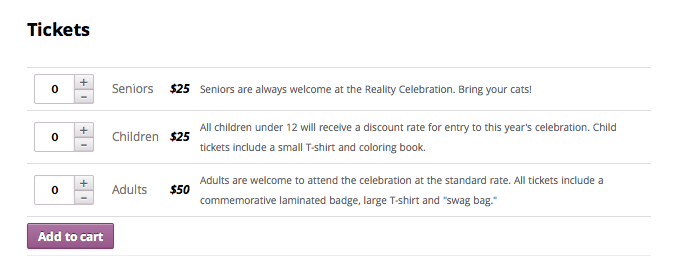 Tickets
0 + − Seniors $25 Seniors are always welcome at the Reality Celebration. Bring your cats!
All children under 12 will receive a discount rate for entry to this year's celebration. Child
0 + − Children $25 tickets include a small T-shirt and coloring book.
Adults are welcome to attend the celebration at the standard rate. All tickets include a
0 + − Adults $50 commemorative laminated badge, large T-shirt and "swag bag."
Add to cart